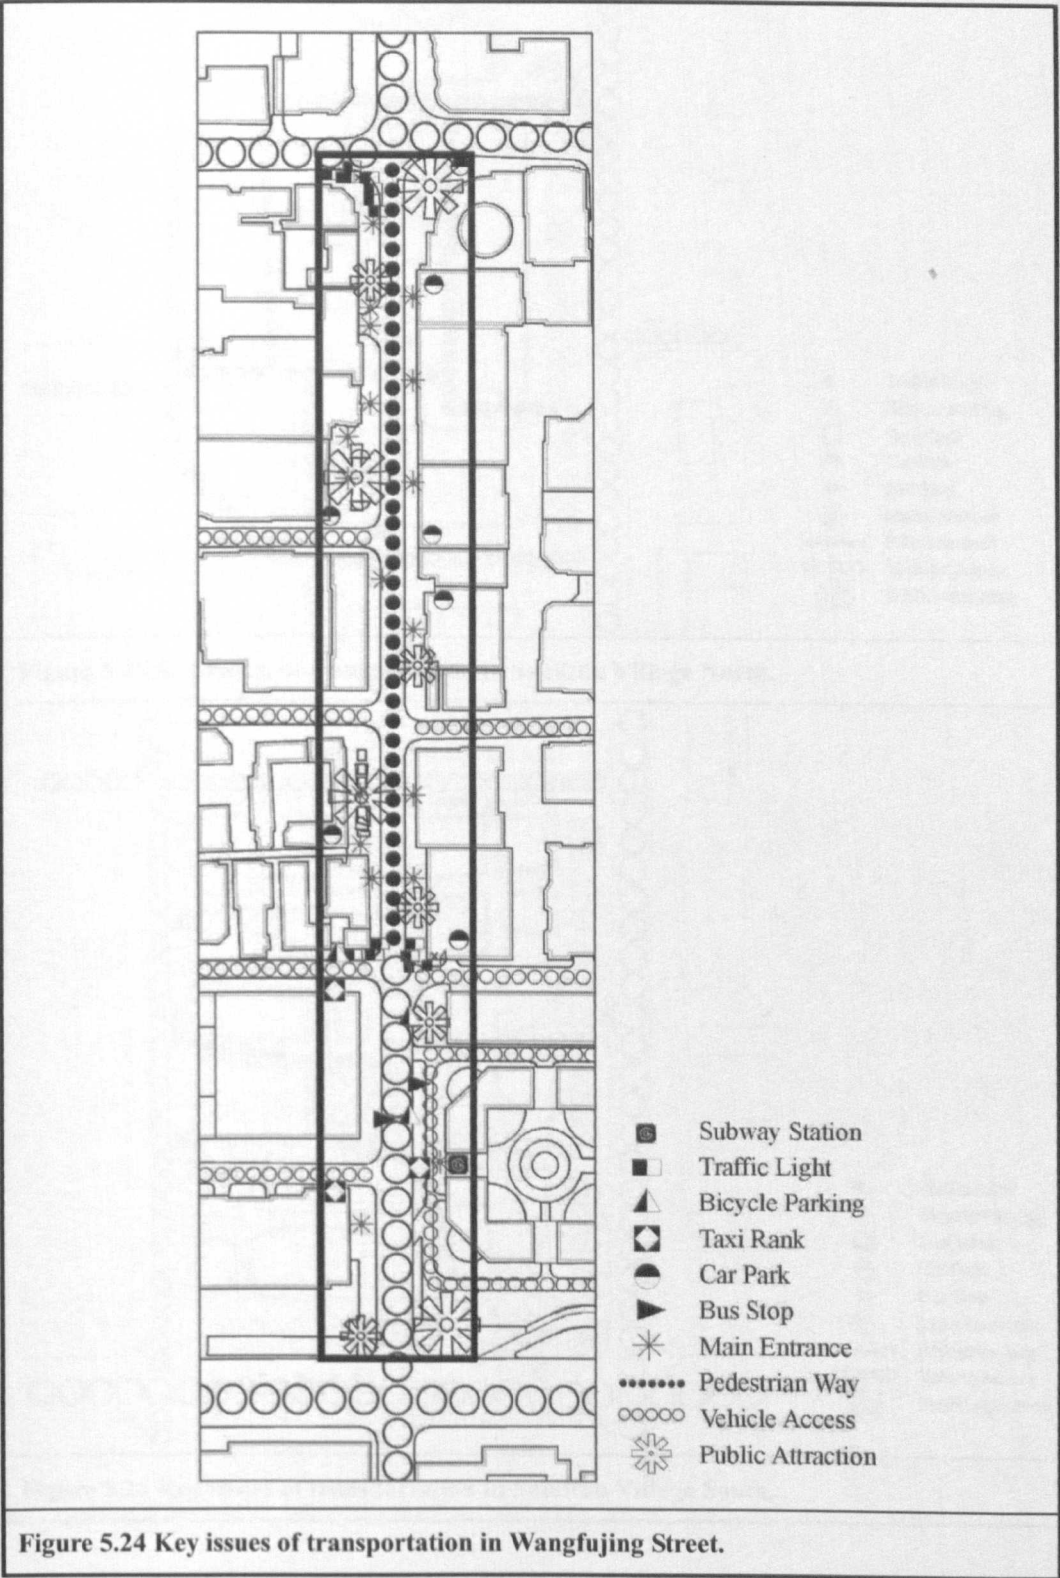 Subway Station
Traffic Light
Bicycle Parking
Taxi Rank
Car Park
Bus Stop
Main Entrance
Pedestrian Way
Vehicle Access
Public Attraction
Figure 5.24 Key issues of transportation in Wangfujing Street.